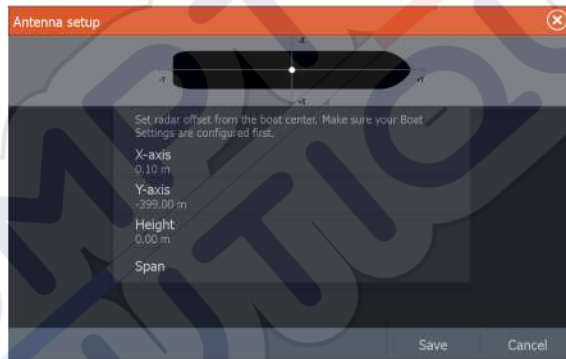 Antenna setup
-X
-Y
+Y
+X
Set radar offset from the boat center. Make sure your Boat
Settings are configured first.
X-axis
0.10 m
Y-axis
-399.00 m
Height
0.00 m
Span
Save
Cancel